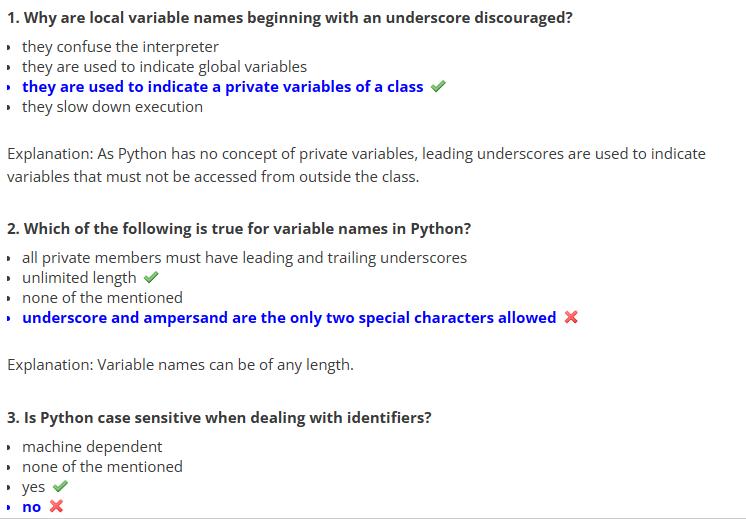 1. Why are local variable names beginning with an underscore discouraged?
they confuse the interpreter
they are used to indicate global variables
they are used to indicate a private variables of a class
they slow down execution
Explanation: As Python has no concept of private variables, leading underscores are used to indicate
variables that must not be accessed from outside the class.
2. Which of the following is true for variable names in Python?
all private members must have leading and trailing underscores
unlimited length
none of the mentioned
underscore and ampersand are the only two special characters allowed
Explanation: Variable names can be of any length.
3. Is Python case sensitive when dealing with identifiers?
machine dependent
none of the mentioned
yes
no